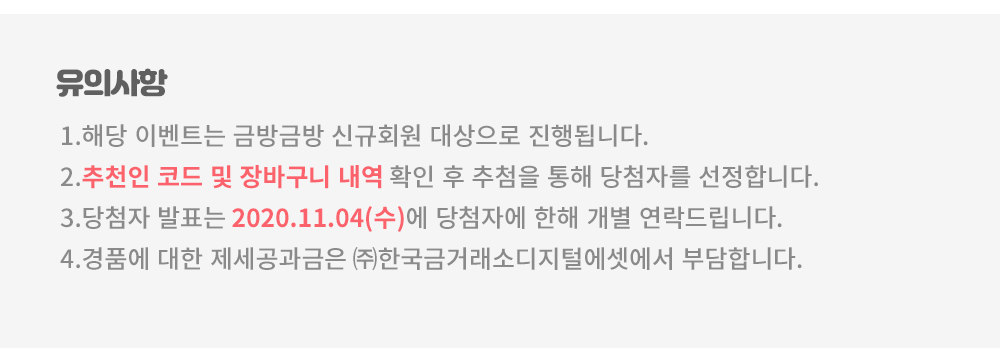 유의사항
1.해당 이벤트는 금방금방 신규회원 대상으로 진행됩니다.
2.추천인 코드 및 장바구니 내역 확인 후 추첨을 통해 당첨자를 선정합니다.
3.당첨자 발표는 2020.11.04(수)에 당첨자에 한해 개별 연락드립니다.
4.경품에 대한 제세공과금은 ㈜한국금거래소디지털에셋에서 부담합니다.